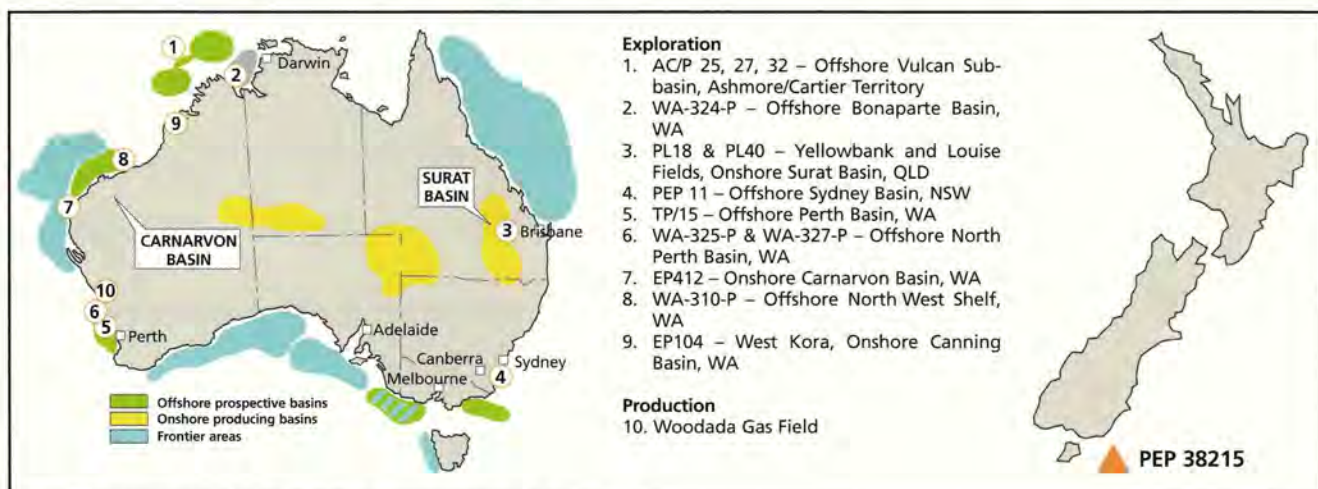 1
2
Darwin
9
8
7
CARNARVON
BASIN
SURAT
BASIN
3
Brisbane
10
6
5
Perth
Adelaide
Canberra
Sydney
4
Melbourne
Offshore prospective basins
Onshore producing basins
Frontier areas
Exploration
1. AC/P 25, 27, 32 – Offshore Vulcan Sub-
basin, Ashmore/Cartier Territory
2. WA-324-P – Offshore Bonaparte Basin,
WA
3. PL18 & PL40 – Yellowbank and Louise
Fields, Onshore Surat Basin, QLD
4. PEP 11 – Offshore Sydney Basin, NSW
5. TP/15 – Offshore Perth Basin, WA
6. WA-325-P & WA-327-P – Offshore North
Perth Basin, WA
7. EP412 – Onshore Carnarvon Basin, WA
8. WA-310-P – Offshore North West Shelf,
WA
9. EP104 – West Kora, Onshore Canning
Basin, WA
Production
10. Woodada Gas Field
PEP 38215